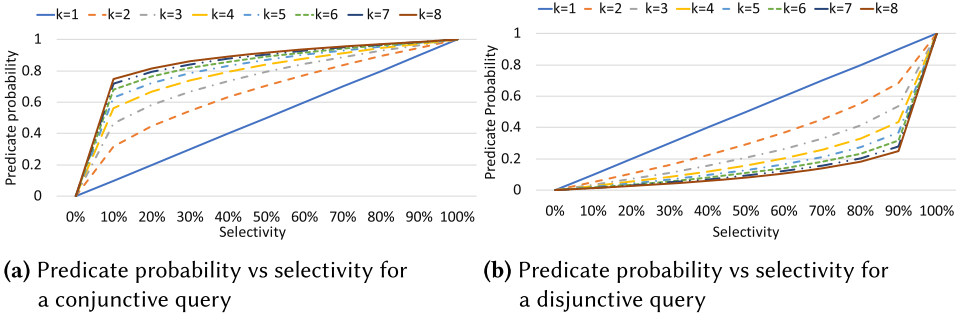 k=1 k=2 k=3 k=4 k=5 k=6 k=7 k=8
Predicate probability
1
0.8
0.6
0.4
0.2
0
0% 10% 20% 30% 40% 50% 60% 70% 80% 90% 100%
Selectivity
(a) Predicate probability vs selectivity for
a conjunctive query
k=1 k=2 k=3 k=4 k=5 k=6 k=7 k=8
Predicate Probability
1
0.8
0.6
0.4
0.2
0
0% 10% 20% 30% 40% 50% 60% 70% 80% 90% 100%
Selectivity
(b) Predicate probability vs selectivity for
a disjunctive query